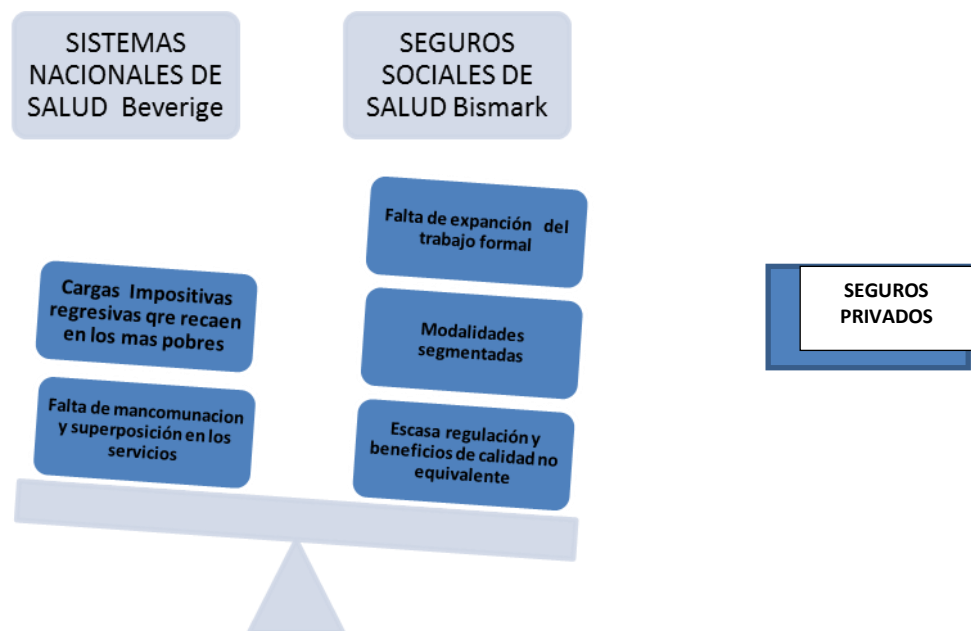 SISTEMAS
NACIONALES DE
SALUD Beverige
SEGUROS
SOCIALES DE
SALUD Bismark
Cargas Impositivas
regresivas qre recaen
en los mas pobres
Falta de mancomunacion
y superposición en los
servicios
Falta de expanción del
trabajo formal
Modalidades
segmentadas
Escasa regulación y
beneficios de calidad no
equivalente
SEGUROS
PRIVADOS